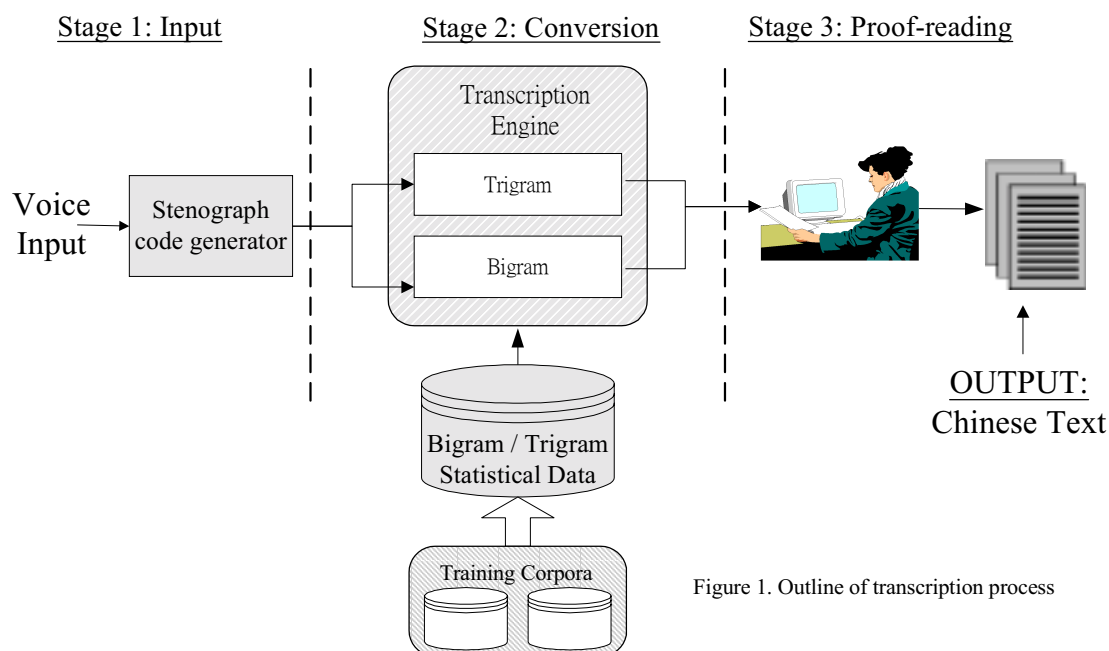 Stage 1: Input
Stage 2: Conversion
Stage 3: Proof-reading
Transcription
Engine
Voice
Input
Stenograph
code generator
Trigram
Bigram
OUTPUT:
Chinese Text
Bigram / Trigram
Statistical Data
Training Corpora
Figure 1. Outline of transcription process